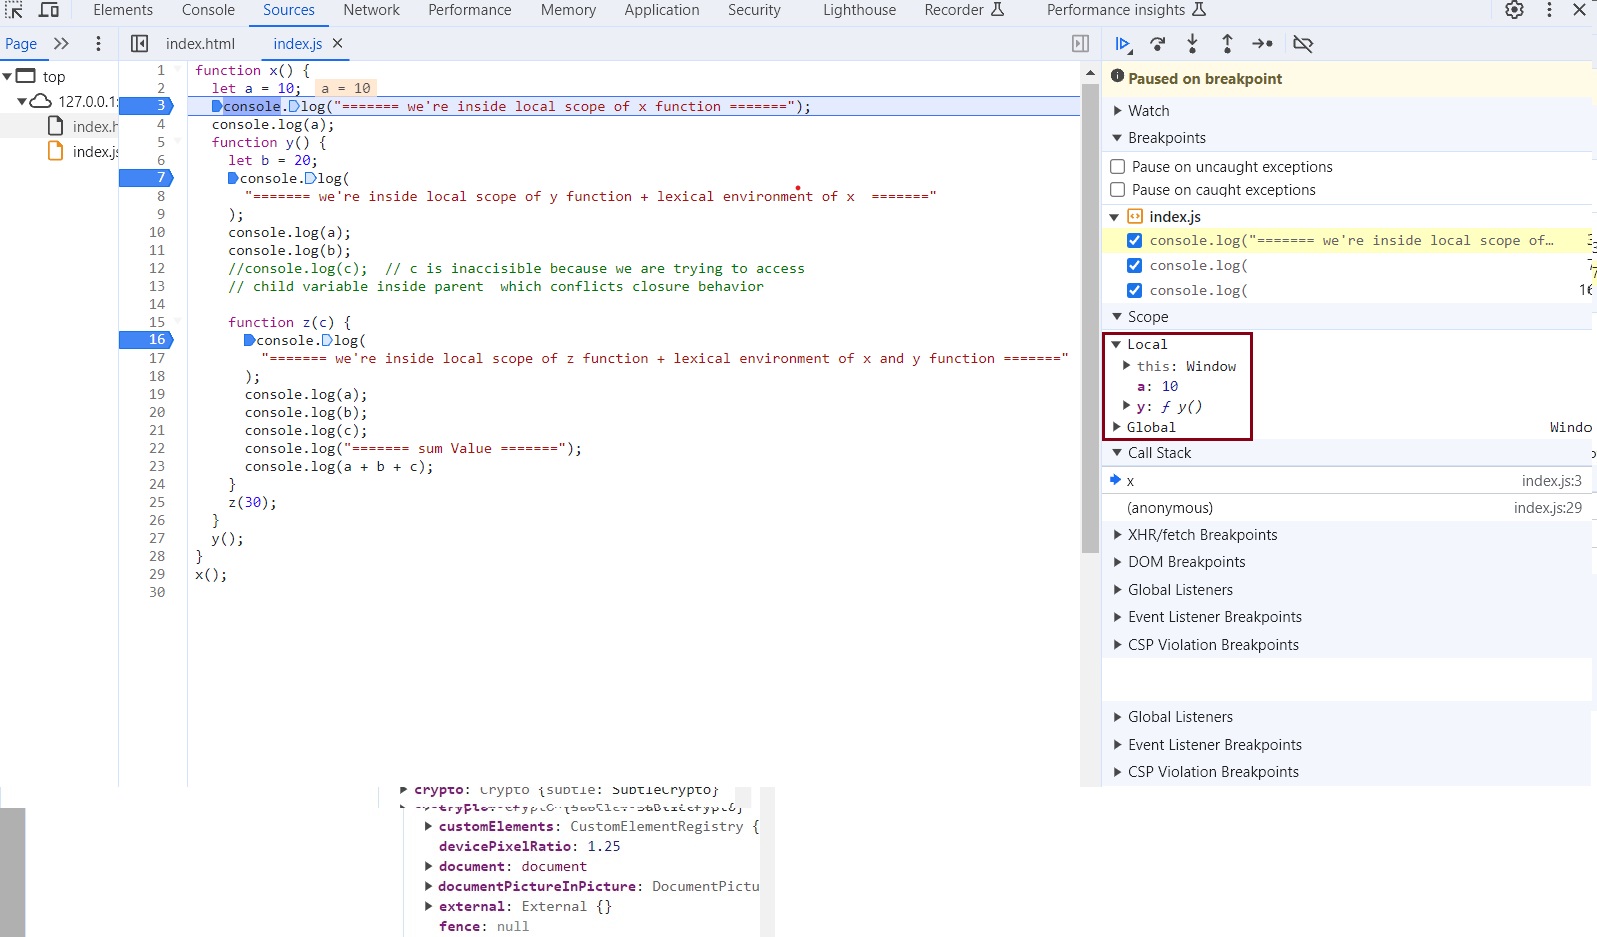 Elements Console Sources Network Performance Memory Application Security Lighthouse Recorder Performance insights
Page index.html index.js
top
127.0.0.1:
index.h
index.js
1 function x() {
2 let a = 10; a = 10
3 console.log("======= we're inside local scope of x function =======");
4 console.log(a);
5 function y() {
6 let b = 20;
7 console.log(
8 "======= we're inside local scope of y function + lexical environment of x  ======="
9 );
10 console.log(a);
11 console.log(b);
12 //console.log(c);  // c is inaccisible because we are trying to access
13 // child variable inside parent  which conflicts closure behavior
14
15 function z(c) {
16 console.log(
17 "======= we're inside local scope of z function + lexical environment of x and y function ======="
18 );
19 console.log(a);
20 console.log(b);
21 console.log(c);
22 console.log("======= sum Value =======");
23 console.log(a + b + c);
24 }
25 z(30);
26 }
27 y();
28 }
29 x();
30
Paused on breakpoint
Watch
Breakpoints
Pause on uncaught exceptions
Pause on caught exceptions
index.js
console.log("======= we're inside local scope of… 3
console.log( 7
console.log( 16
Scope
Local
this: Window
a: 10
y: ƒ y()
Global Windo
Call Stack
x index.js:3
(anonymous) index.js:29
XHR/fetch Breakpoints
DOM Breakpoints
Global Listeners
Event Listener Breakpoints
CSP Violation Breakpoints
Global Listeners
Event Listener Breakpoints
CSP Violation Breakpoints
crypto: Crypto {subtle: SubtleCrypto}
customElements: CustomElementRegistry {
devicePixelRatio: 1.25
document: document
documentPictureInPicture: DocumentPictu
external: External {}
fence: null